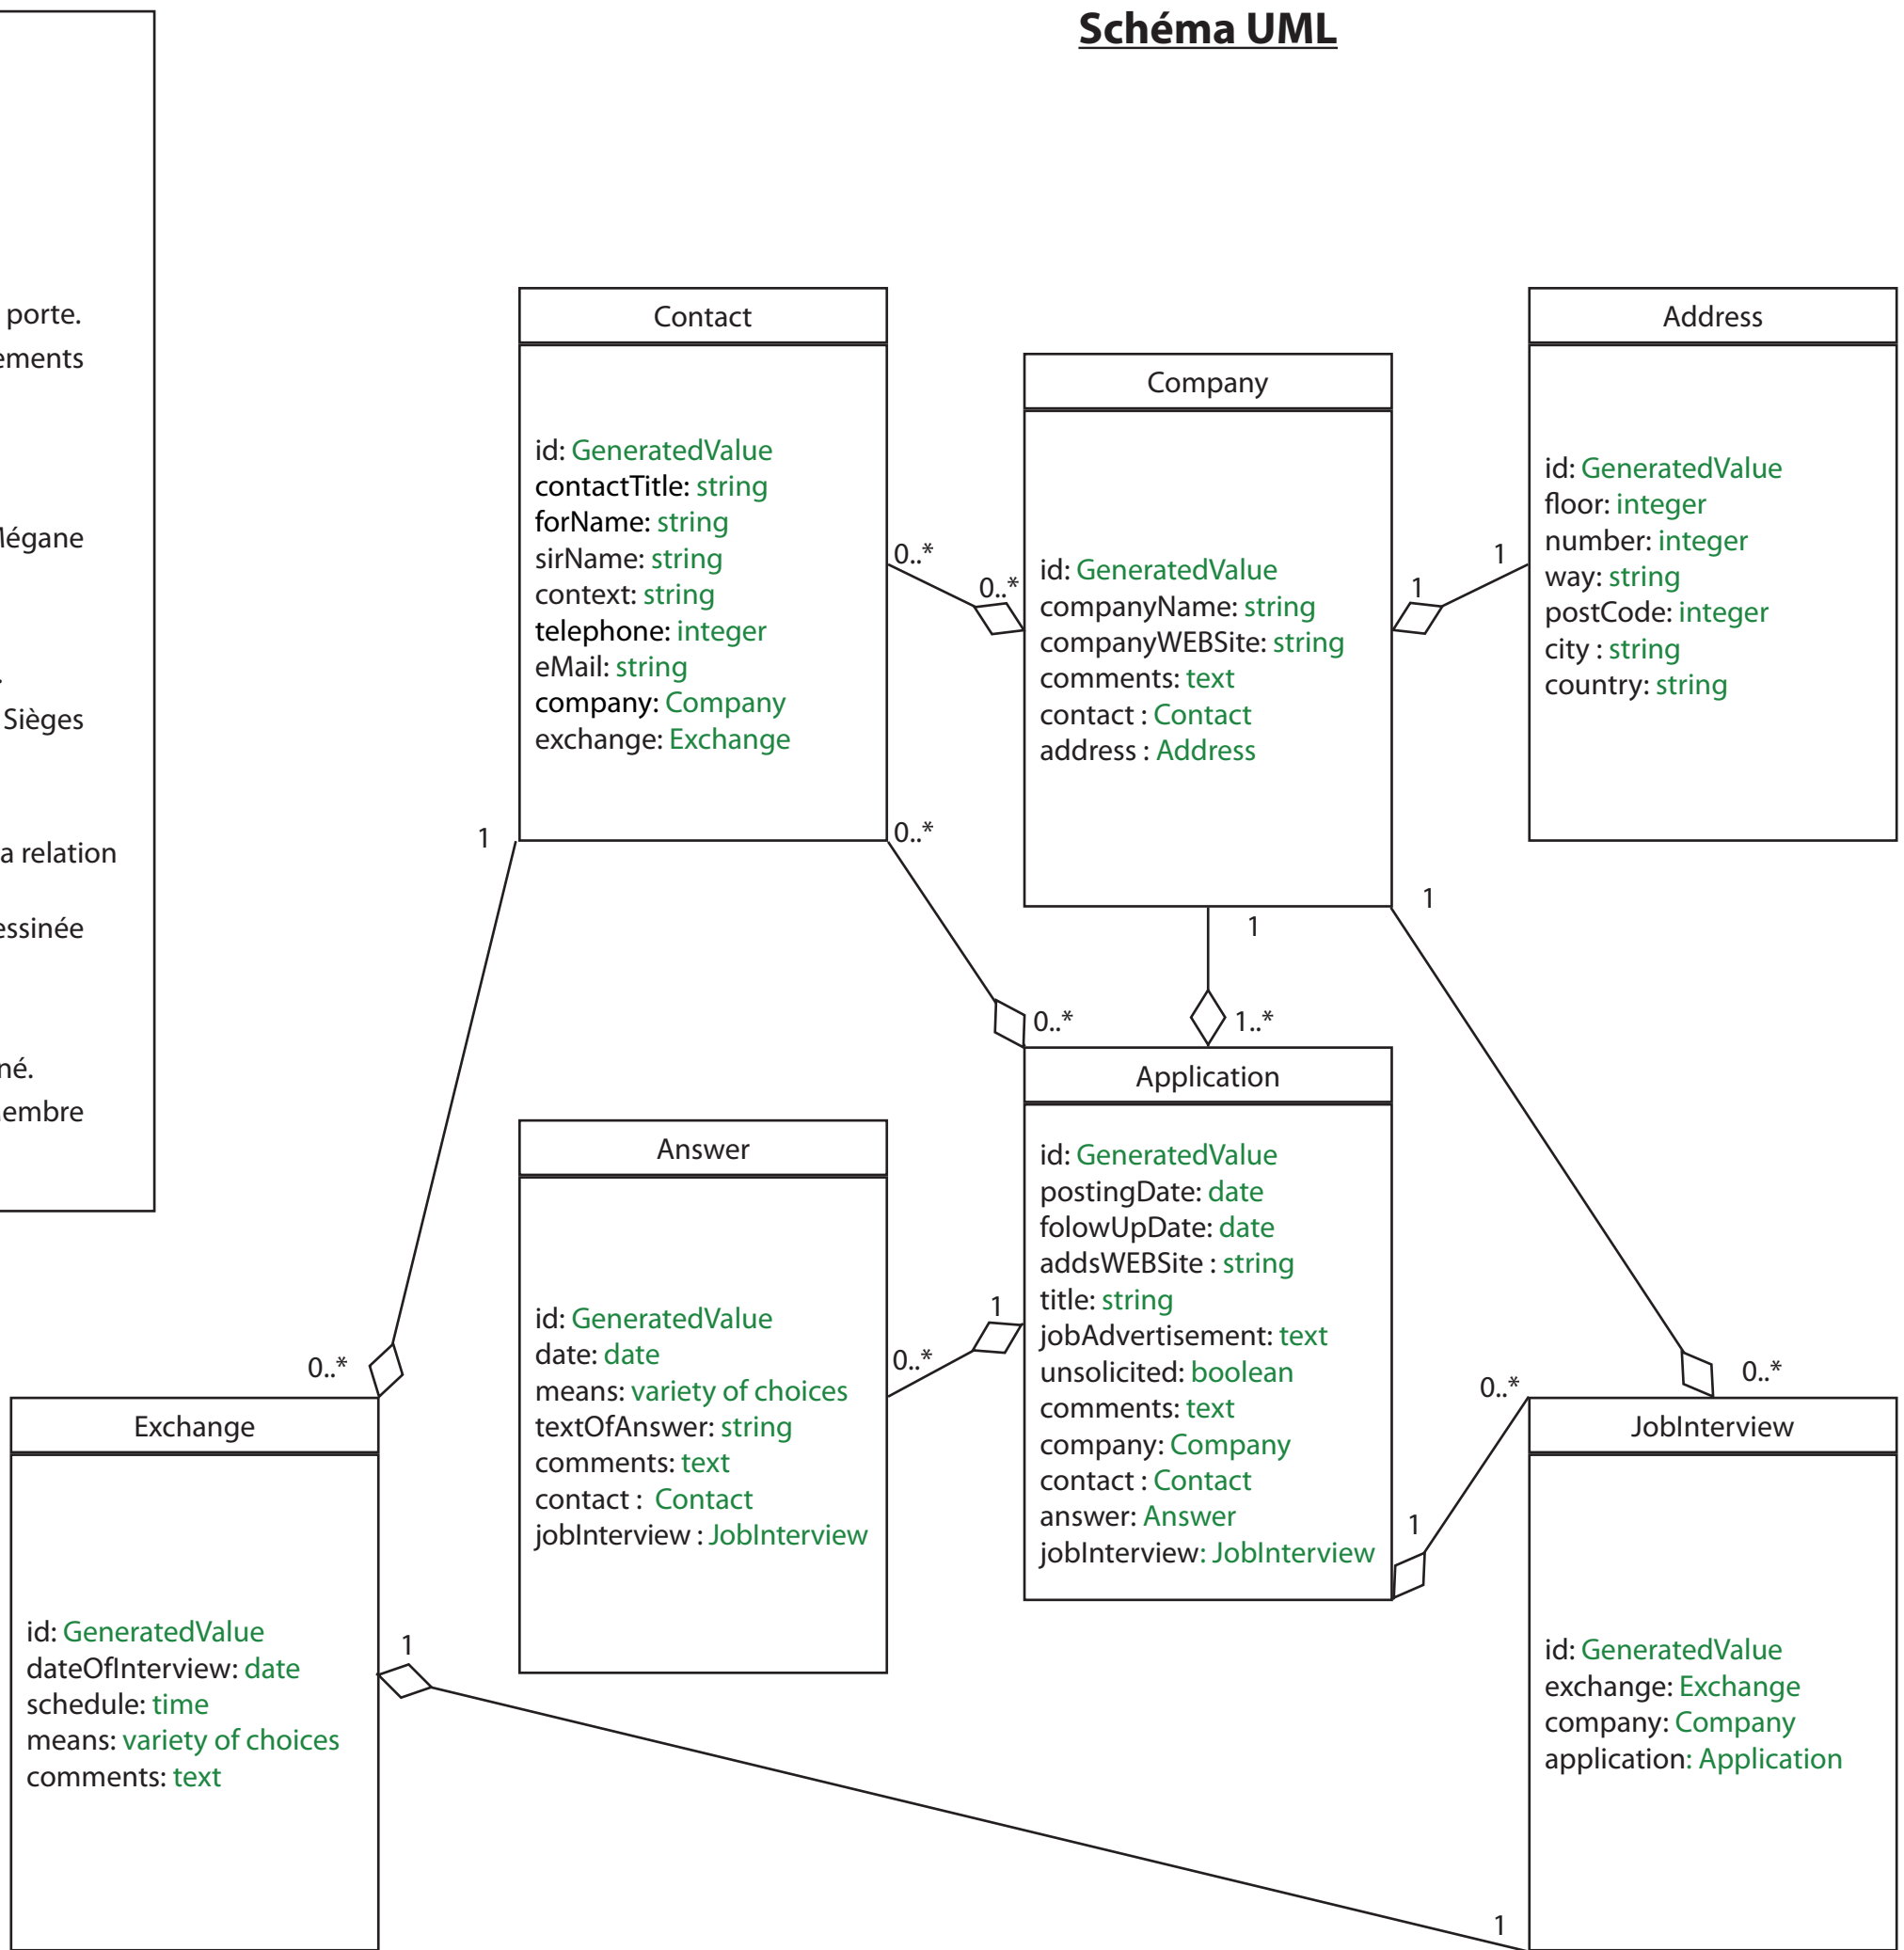 Schéma UML
porte.
ements
Mégane
.
Sièges
a relation
essinée
né.
embre
Contact
id: GeneratedValue
contactTitle: string
forName: string
sirName: string
context: string
telephone: integer
eMail: string
company: Company
exchange: Exchange
0..*
0..*
Company
id: GeneratedValue
companyName: string
companyWEBSite: string
comments: text
contact : Contact
address : Address
1
1
Address
id: GeneratedValue
floor: integer
number: integer
way: string
postCode: integer
city : string
country: string
1
0..*
1
1
0..*
1..*
Application
id: GeneratedValue
postingDate: date
folowUpDate: date
addsWEBSite : string
title: string
jobAdvertisement: text
unsolicited: boolean
comments: text
company: Company
contact : Contact
answer: Answer
jobInterview: JobInterview
Answer
id: GeneratedValue
date: date
means: variety of choices
textOfAnswer: string
comments: text
contact : Contact
jobInterview : JobInterview
1
0..*
0..*
0..*
0..*
1
Exchange
id: GeneratedValue
dateOfInterview: date
schedule: time
means: variety of choices
comments: text
1
JobInterview
id: GeneratedValue
exchange: Exchange
company: Company
application: Application
1